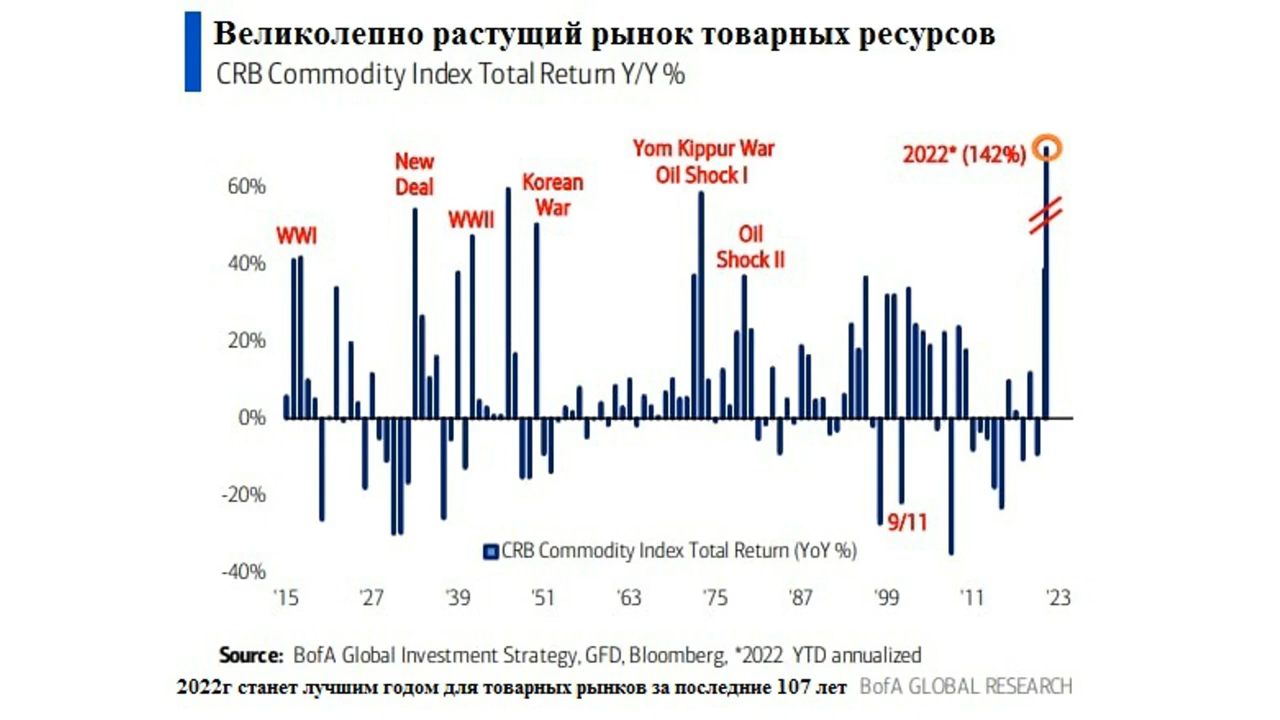 Великолепно растущий рынок товарных ресурсов
CRB Commodity Index Total Return Y/Y %
Yom Kippur War
Oil Shock I
2022* (142%)
New
Deal
Korean
War
60%
WWII
WWI
Oil
Shock II
40%
20%
0%
-20%
9/11
CRB Commodity Index Total Return (YoY %)
-40%
'15 '27 '39 '51 '63 '75 '87 '99 '11 '23
Source: BofA Global Investment Strategy, GFD, Bloomberg, *2022 YTD annualized
2022г станет лучшим годом для товарных рынков за последние 107 лет BofA GLOBAL RESEARCH